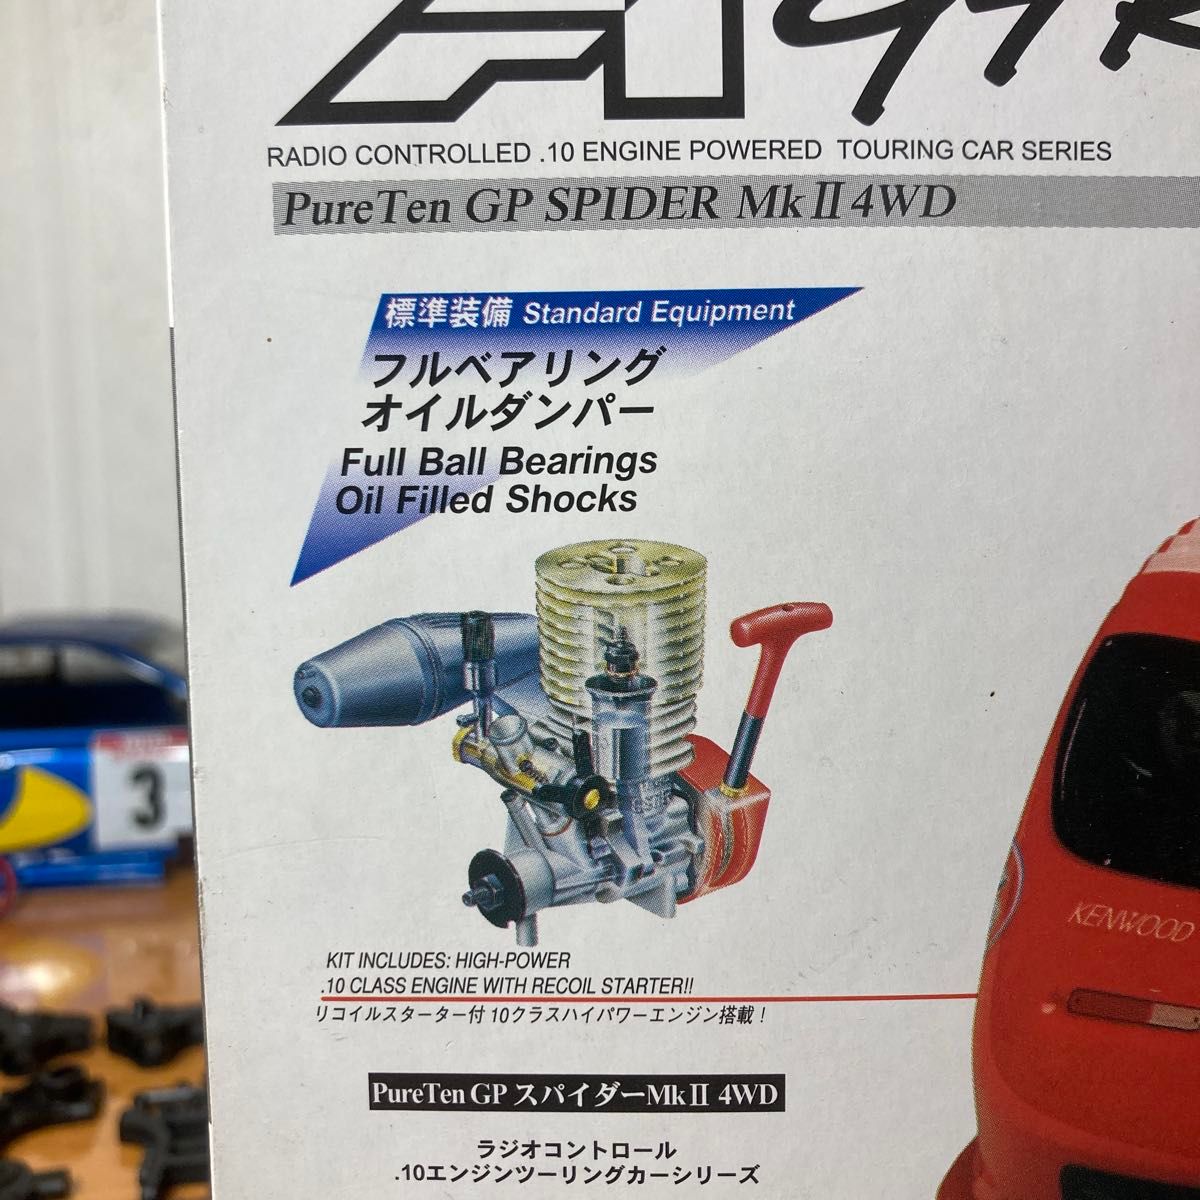 RADIO CONTROLLED .10 ENGINE POWERED TOURING CAR SERIES
PureTen GP SPIDER MkⅡ 4WD
標準装備 Standard Equipment
フルベアリング
オイルダンパー
Full Ball Bearings
Oil Filled Shocks
3
KENWOOD
KIT INCLUDES: HIGH-POWER
.10 CLASS ENGINE WITH RECOIL STARTER!!
リコイルスターター付 10クラスハイパワーエンジン搭載！
PureTen GP スパイダーMkⅡ 4WD
ラジオコントロール
.10エンジンツーリングカーシリーズ